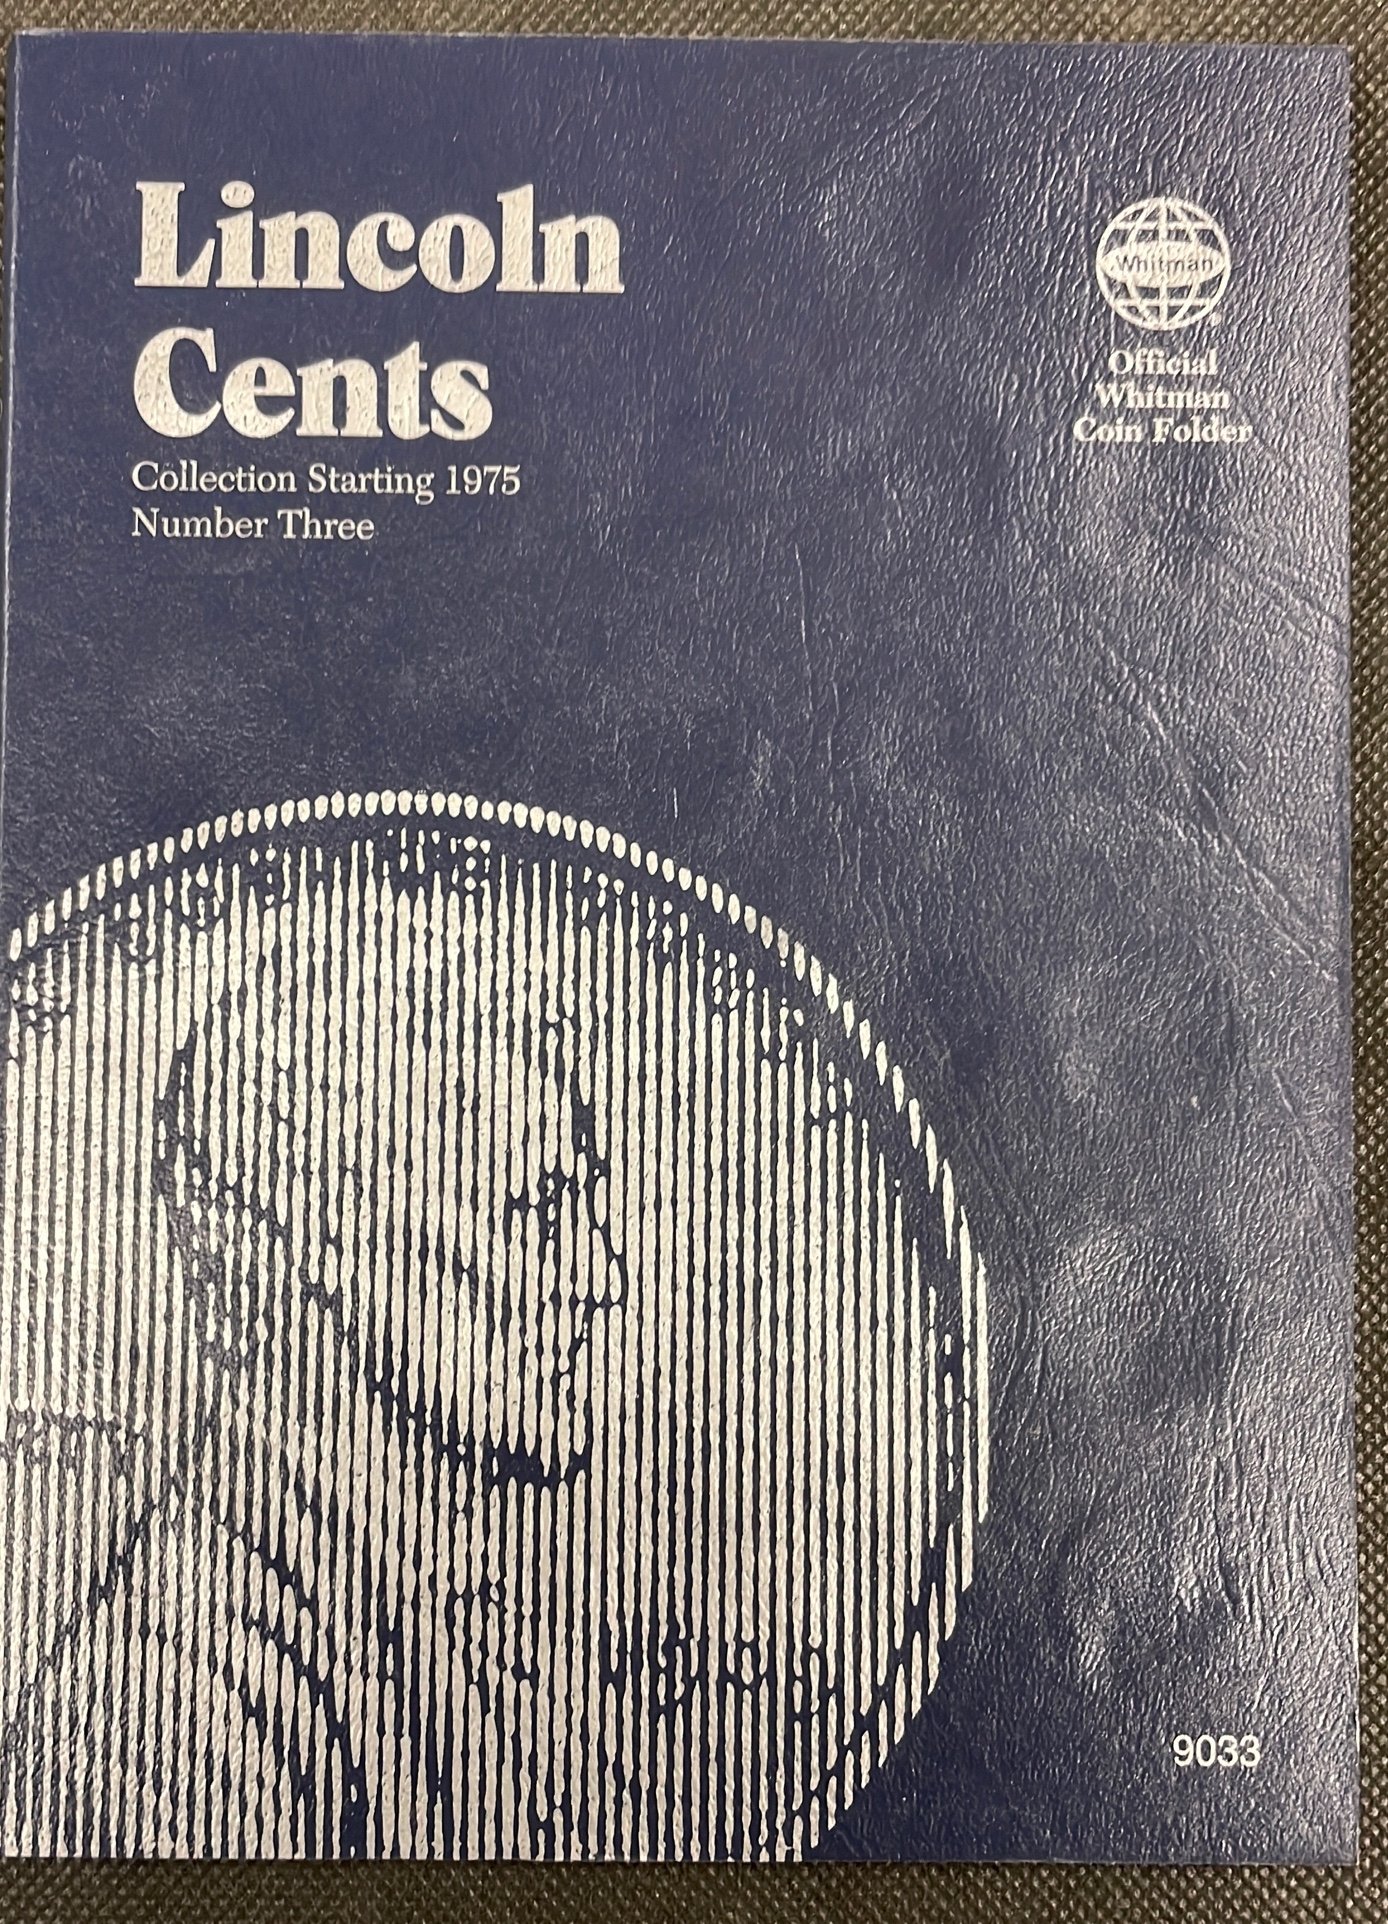 Lincoln
Cents
Collection Starting 1975
Number Three
Whitman
Official
Whitman
Coin Folder
9033